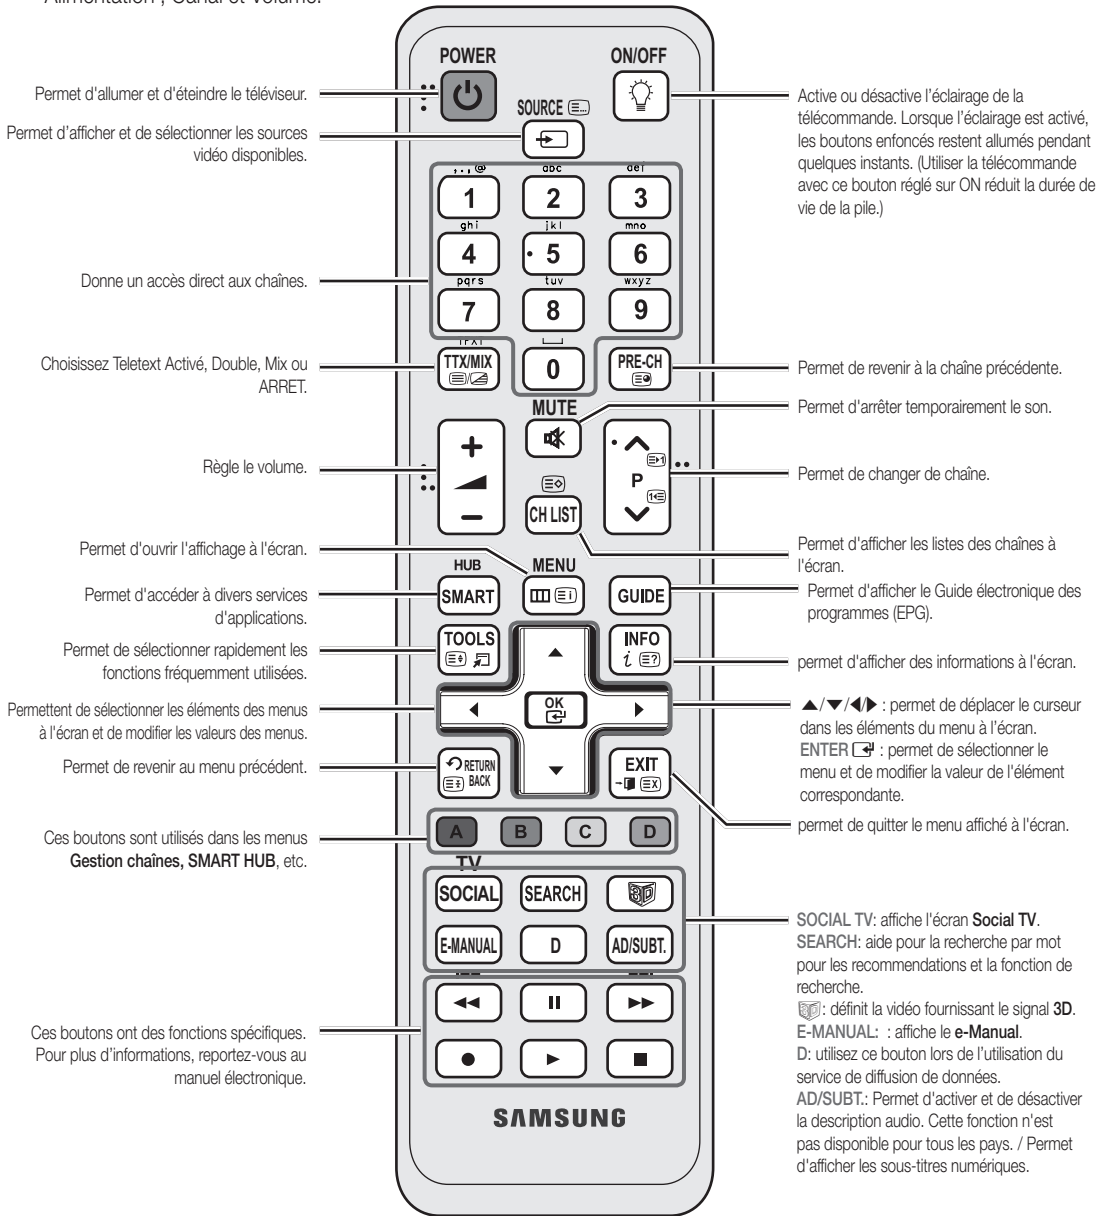 Alimentation , Canal et Volume.
POWER
ON/OFF
SOURCE
Permet d'allumer et d'éteindre le téléviseur.
Permet d'afficher et de sélectionner les sources
vidéo disponibles.
Active ou désactive l'éclairage de la
télécommande. Lorsque l'éclairage est activé,
les boutons enfoncés restent allumés pendant
quelques instants. (Utiliser la télécommande
avec ce bouton réglé sur ON réduit la durée de
vie de la pile.)
, . , @ abc def
1 2 3
ghi jkl mno
4 5 6
pqrs tuv wxyz
7 8 9
Donne un accès direct aux chaînes.
TTX/MIX 0 PRE-CH
Choisissez Teletext Activé, Double, Mix ou
ARRET.
Permet de revenir à la chaîne précédente.
MUTE
Permet d'arrêter temporairement le son.
+
P
−
Règle le volume.
Permet de changer de chaîne.
CH LIST
Permet d'afficher les listes des chaînes à
l'écran.
Permet d'ouvrir l'affichage à l'écran.
HUB MENU
SMART GUIDE
Permet d'accéder à divers services
d'applications.
Permet d'afficher le Guide électronique des
programmes (EPG).
TOOLS INFO
i
Permet de sélectionner rapidement les
fonctions fréquemment utilisées.
permet d'afficher des informations à l'écran.
OK
Permettent de sélectionner les éléments des menus
à l'écran et de modifier les valeurs des menus.
▲/▼/◀/▶ : permet de déplacer le curseur
dans les éléments du menu à l'écran.
ENTER : permet de sélectionner le
menu et de modifier la valeur de l'élément
correspondante.
RETURN
BACK
EXIT
Permet de revenir au menu précédent.
permet de quitter le menu affiché à l'écran.
A B C D
Ces boutons sont utilisés dans les menus
Gestion chaînes, SMART HUB, etc.
TV
SOCIAL SEARCH 3D
E-MANUAL D AD/SUBT.
SOCIAL TV: affiche l'écran Social TV.
SEARCH: aide pour la recherche par mot
pour les recommendations et la fonction de
recherche.
3D: définit la vidéo fournissant le signal 3D.
E-MANUAL: : affiche le e-Manual.
D: utilisez ce bouton lors de l'utilisation du
service de diffusion de données.
AD/SUBT.: Permet d'activer et de désactiver
la description audio. Cette fonction n'est
pas disponible pour tous les pays. / Permet
d'afficher les sous-titres numériques.
Ces boutons ont des fonctions spécifiques.
Pour plus d'informations, reportez-vous au
manuel électronique.
SAMSUNG